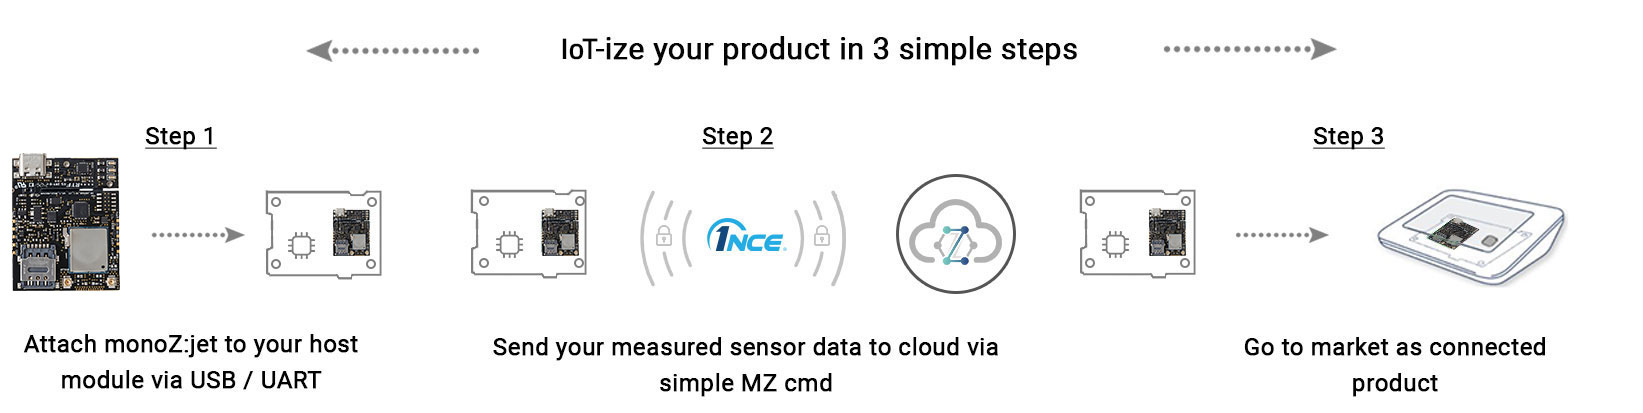 IoT-ize your product in 3 simple steps
Step 1
Step 2
Step 3
1NCE
Attach monoZ:jet to your host
module via USB / UART
Send your measured sensor data to cloud via
simple MZ cmd
Go to market as connected
product